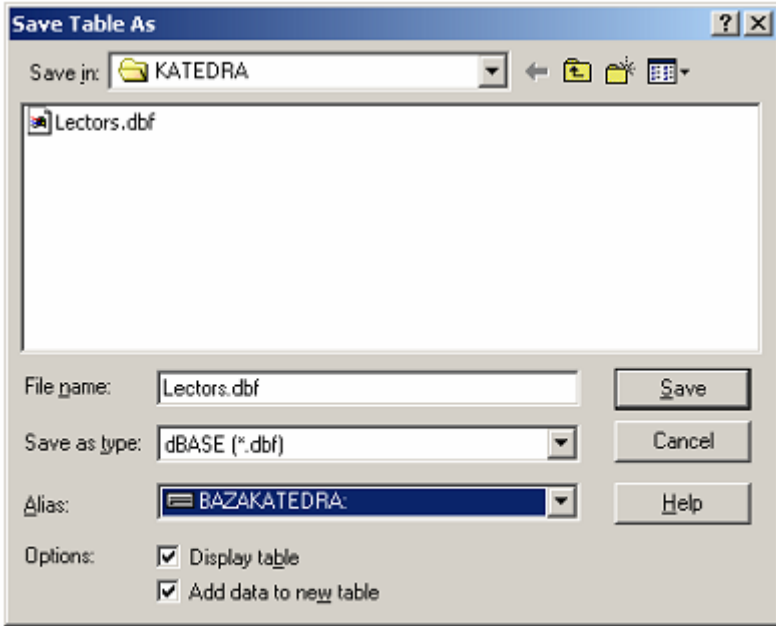 Save Table As
Save in: KATEDRA
Lectors.dbf
File name: Lectors.dbf Save
Save as type: dBASE (*.dbf) Cancel
Alias: BAZAKATEDRA: Help
Options: Display table
Add data to new table